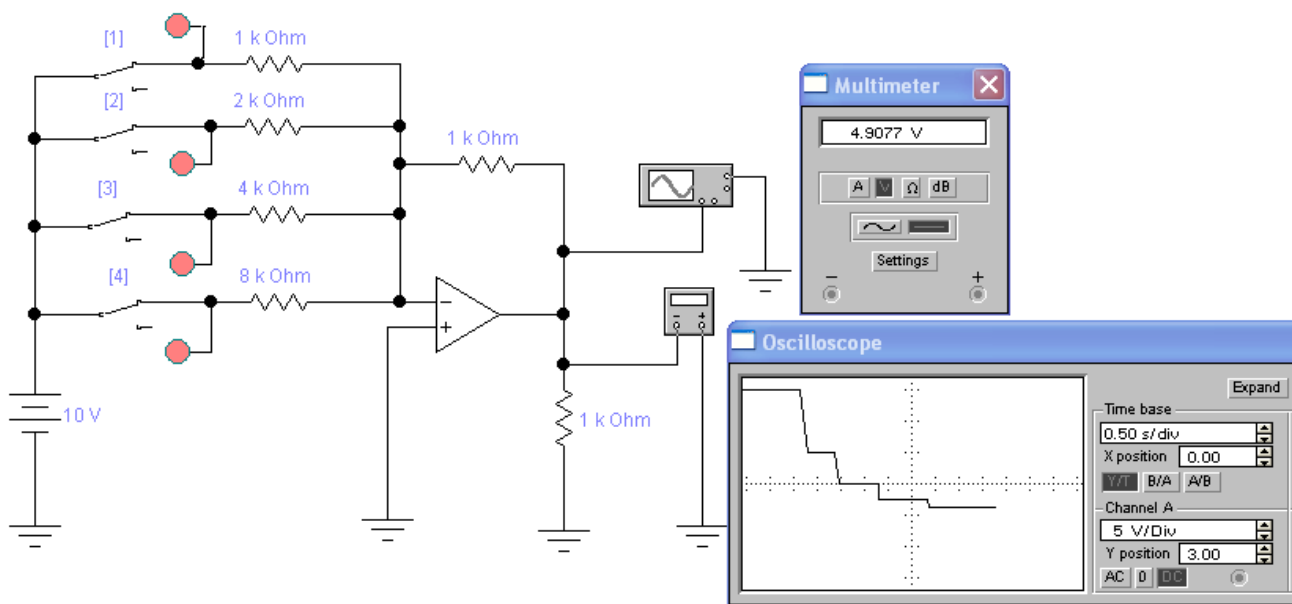 [1]
1 k Ohm
[2]
2 k Ohm
1 k Ohm
[3]
4 k Ohm
[4]
8 k Ohm
−
+
10 V
1 k Ohm
− +
Multimeter
4.9077 V
A V Ω dB
Settings
− +
Oscilloscope
Expand
Time base
0.50 s/div
X position 0.00
Y/T B/A A/B
Channel A
5 V/Div
Y position 3.00
AC 0 DC